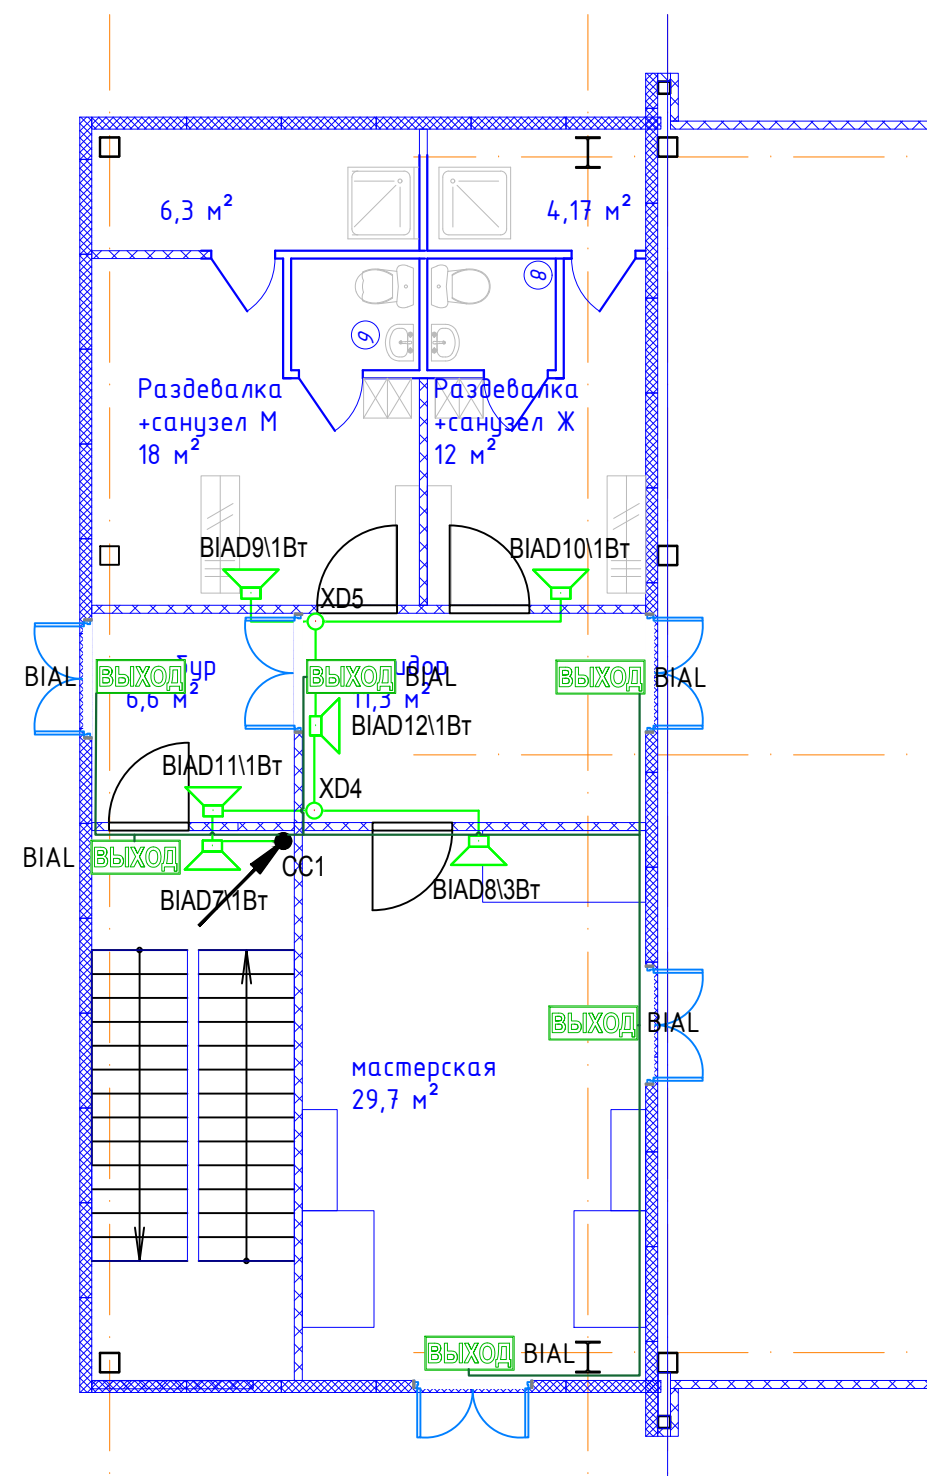 6,3 м²
4,17 м²
8
9
Раздевалка
+санузел М
18 м²
Раздевалка
+санузел Ж
12 м²
BIAD9\1Вт
BIAD10\1Вт
XD5
BIAL
ВЫХОД
ВЫХОД
BIAL
ВЫХОД
BIAL
6,6 м²
11,3 м²
BIAD12\1Вт
BIAD11\1Вт
XD4
BIAL
ВЫХОД
СС1
BIAD7\1Вт
BIAD8\3Вт
ВЫХОД
BIAL
мастерская
29,7 м²
ВЫХОД
BIAL